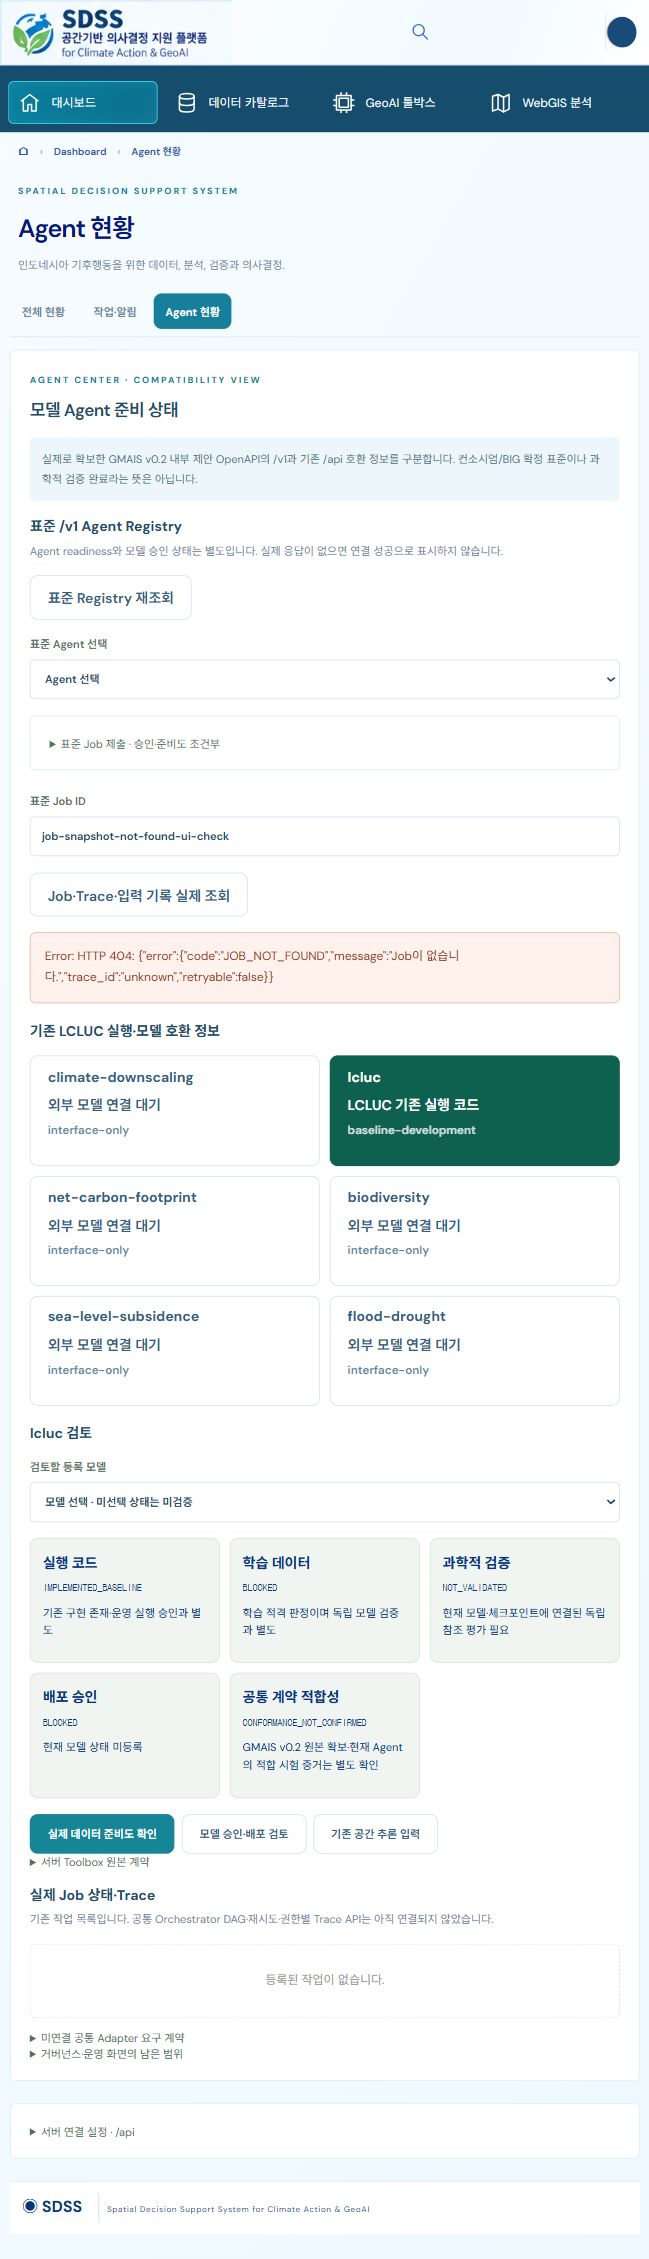 SDSS
공간기반 의사결정 지원 플랫폼
for Climate Action & GeoAI
대시보드
데이터 카탈로그
GeoAI 툴박스
WebGIS 분석
Dashboard › Agent 현황
SPATIAL DECISION SUPPORT SYSTEM
Agent 현황
인도네시아 기후행동을 위한 데이터, 분석, 검증과 의사결정.
전체 현황
작업·알림
Agent 현황
AGENT CENTER · COMPATIBILITY VIEW
모델 Agent 준비 상태
실제로 확보한 GMAIS v0.2 내부 제안 OpenAPI의 /v1과 기존 /api 호환 정보를 구분합니다. 컨소시엄/BIG 확정 표준이나 과
학적 검증 완료라는 뜻은 아닙니다.
표준 /v1 Agent Registry
Agent readiness와 모델 승인 상태는 별도입니다. 실제 응답이 없으면 연결 성공으로 표시하지 않습니다.
표준 Registry 재조회
표준 Agent 선택
Agent 선택
▶ 표준 Job 제출 · 승인·준비도 조건부
표준 Job ID
job-snapshot-not-found-ui-check
Job·Trace·입력 기록 실제 조회
Error: HTTP 404: {"error":{"code":"JOB_NOT_FOUND","message":"Job이 없습니
다.","trace_id":"unknown","retryable":false}}
기존 LCLUC 실행·모델 호환 정보
climate-downscaling
외부 모델 연결 대기
interface-only
lcluc
LCLUC 기존 실행 코드
baseline-development
net-carbon-footprint
외부 모델 연결 대기
interface-only
biodiversity
외부 모델 연결 대기
interface-only
sea-level-subsidence
외부 모델 연결 대기
interface-only
flood-drought
외부 모델 연결 대기
interface-only
lcluc 검토
검토할 등록 모델
모델 선택 · 미선택 상태는 미검증
실행 코드
IMPLEMENTED_BASELINE
기존 구현 존재·운영 실행 승인과 별
도
학습 데이터
BLOCKED
학습 적격 판정이며 독립 모델 검증
과 별도
과학적 검증
NOT_VALIDATED
현재 모델·체크포인트에 연결된 독립
참조 평가 필요
배포 승인
BLOCKED
현재 모델 상태 미등록
공통 계약 적합성
CONFORMANCE_NOT_CONFIRMED
GMAIS v0.2 원본 확보·현재 Agent
의 적합 시험 증거는 별도 확인
실제 데이터 준비도 확인
모델 승인·배포 검토
기존 공간 추론 입력
▶ 서버 Toolbox 원본 계약
실제 Job 상태·Trace
기존 작업 목록입니다. 공통 Orchestrator DAG·재시도·권한별 Trace API는 아직 연결되지 않았습니다.
등록된 작업이 없습니다.
▶ 미연결 공통 Adapter 요구 계약
▶ 거버넌스·운영 화면의 남은 범위
▶ 서버 연결 설정 · /api
SDSS
Spatial Decision Support System for Climate Action & GeoAI